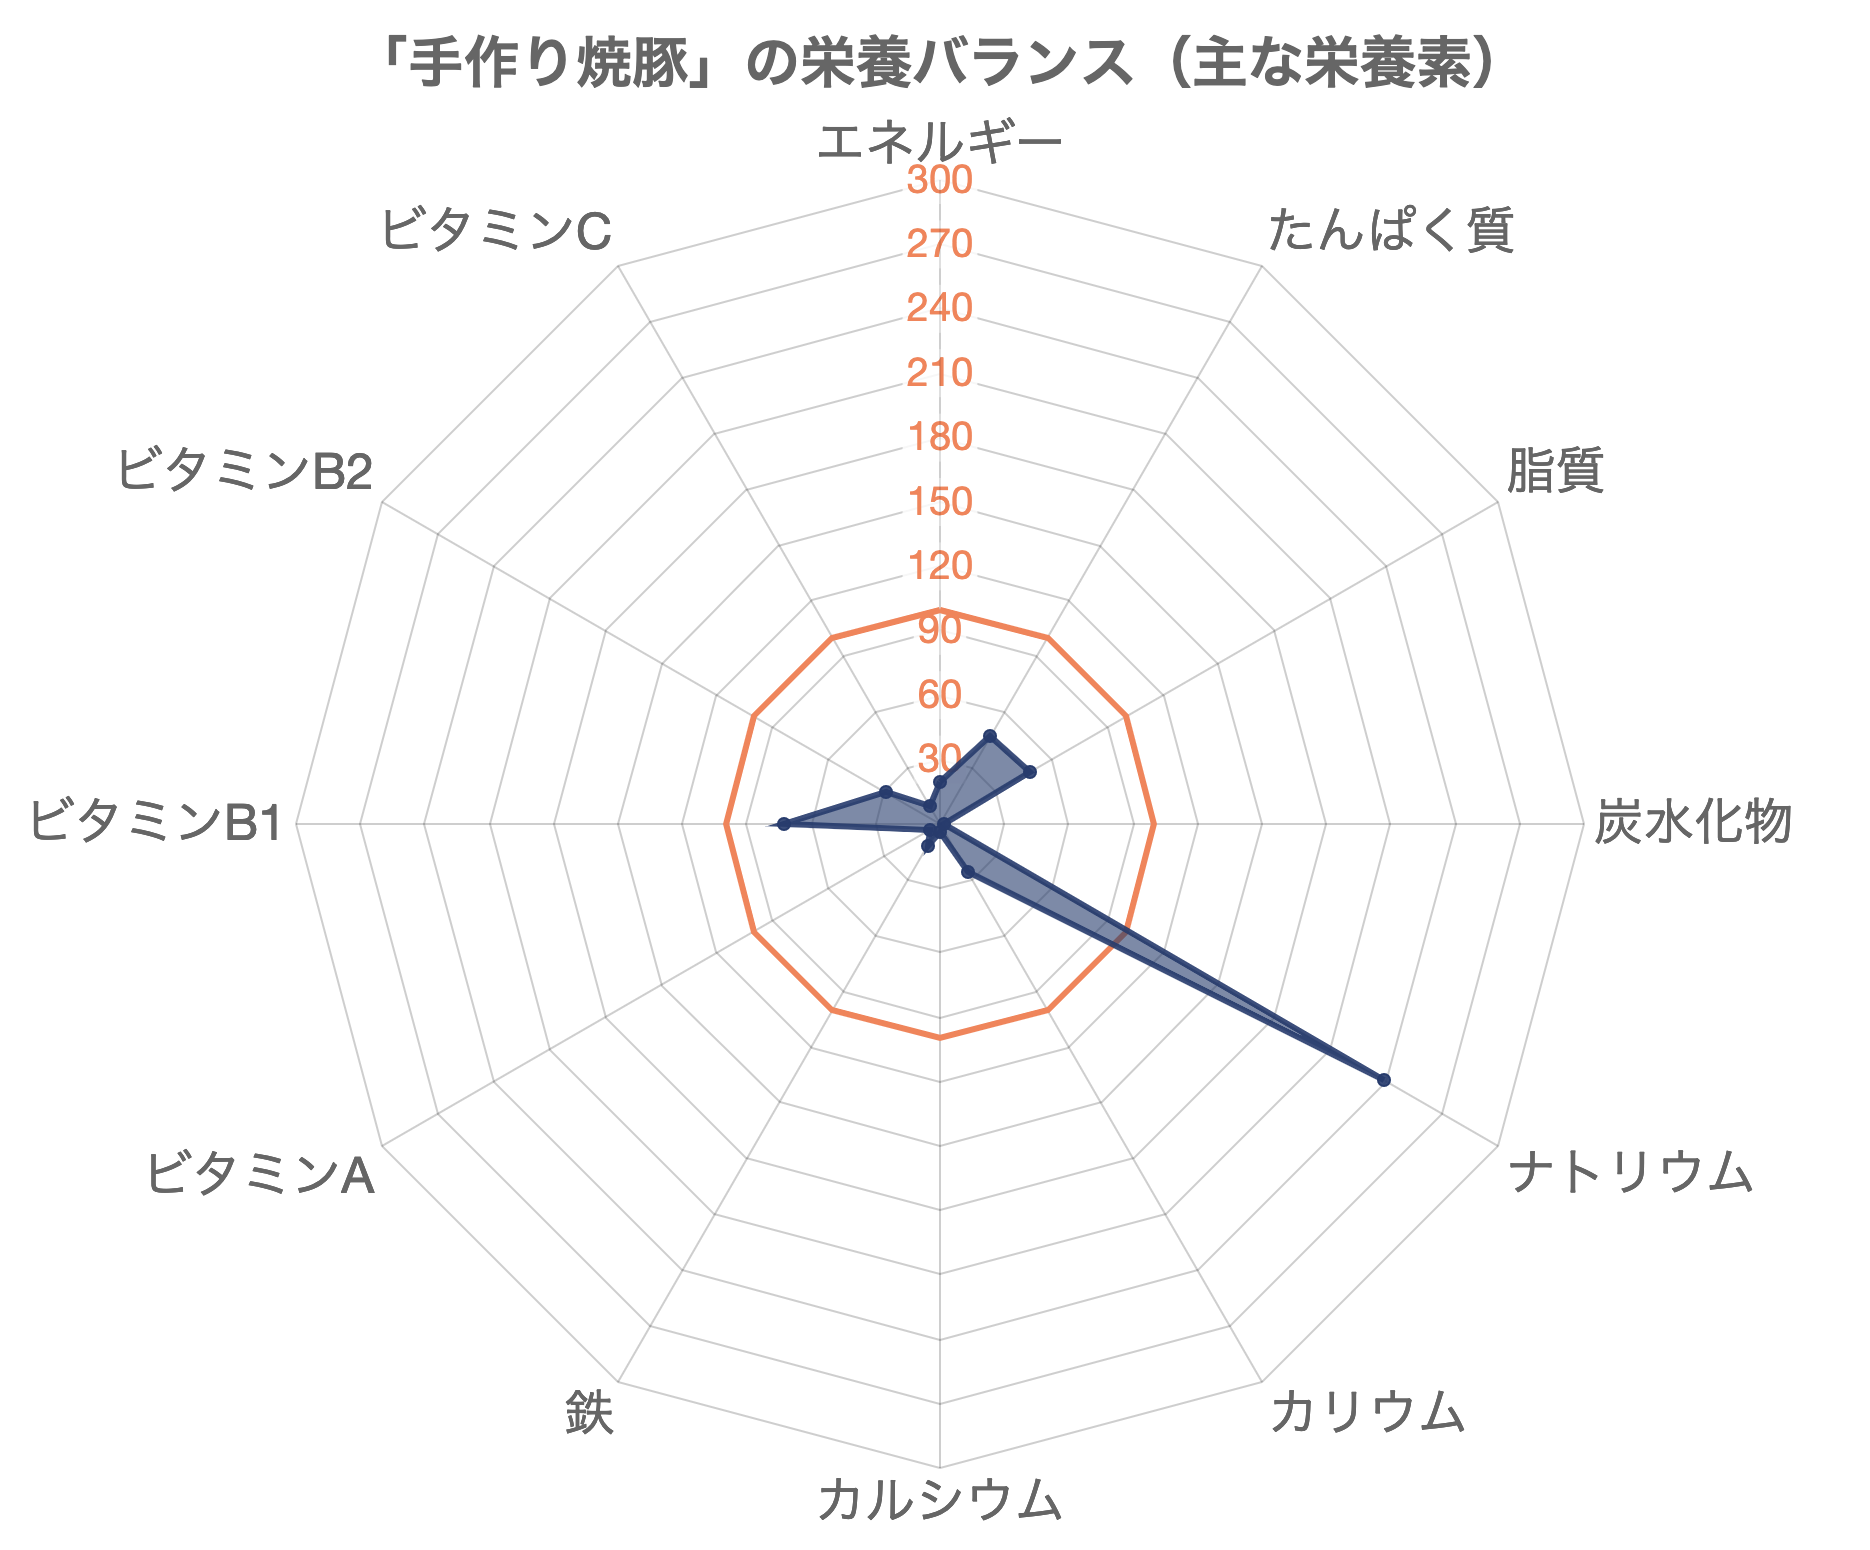 「手作り焼豚」の栄養バランス（主な栄養素）
エネルギー
たんぱく質
脂質
炭水化物
ナトリウム
カリウム
カルシウム
鉄
ビタミンA
ビタミンB1
ビタミンB2
ビタミンC
300
270
240
210
180
150
120
90
60
30